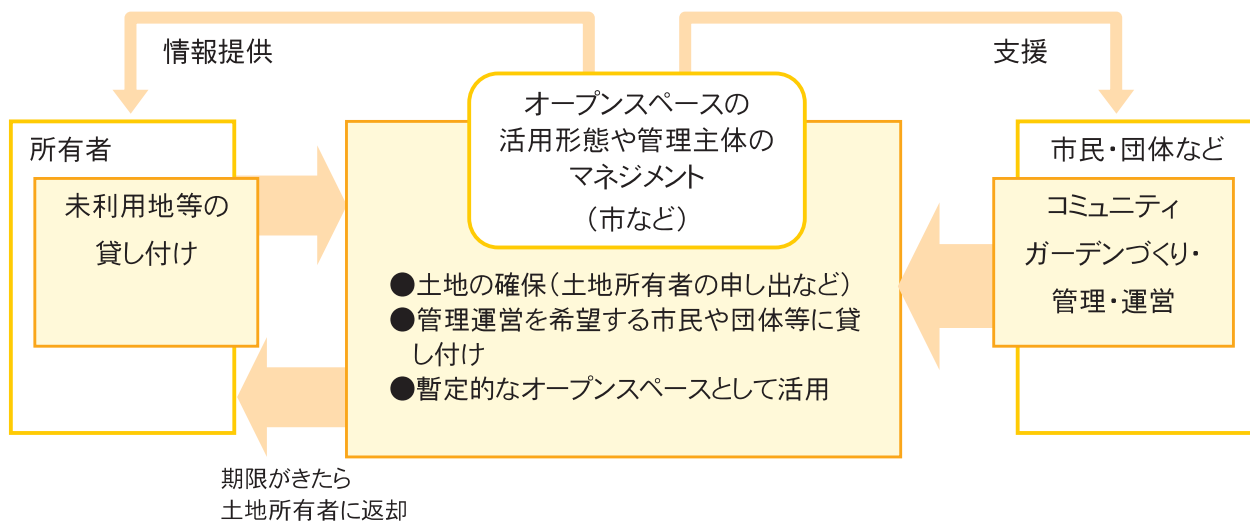 情報提供
支援
オープンスペースの
活用形態や管理主体の
マネジメント
（市など）
所有者
未利用地等の
貸し付け
市民・団体など
コミュニティ
ガーデンづくり・
管理・運営
●土地の確保（土地所有者の申し出など）
●管理運営を希望する市民や団体等に貸
し付け
●暫定的なオープンスペースとして活用
期限がきたら
土地所有者に返却